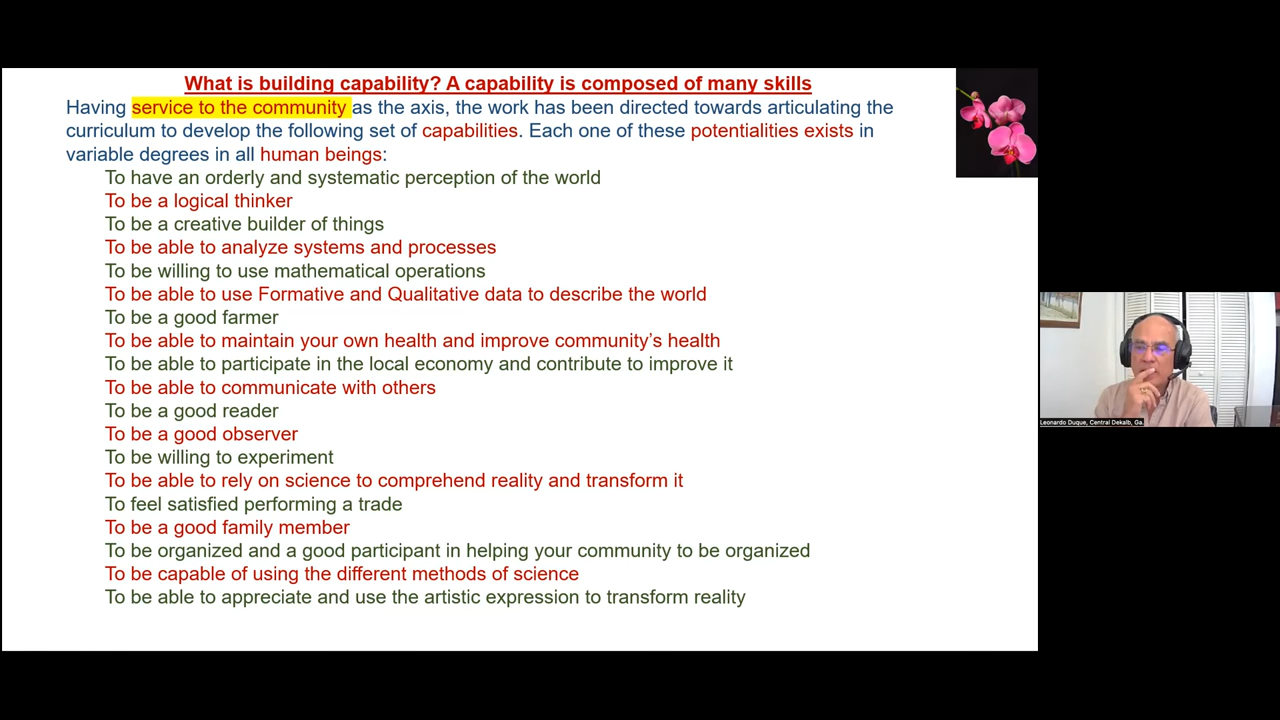 What is building capability? A capability is composed of many skills
Having service to the community as the axis, the work has been directed towards articulating the
curriculum to develop the following set of capabilities. Each one of these potentialities exists in
variable degrees in all human beings:
To have an orderly and systematic perception of the world
To be a logical thinker
To be a creative builder of things
To be able to analyze systems and processes
To be willing to use mathematical operations
To be able to use Formative and Qualitative data to describe the world
To be a good farmer
To be able to maintain your own health and improve community’s health
To be able to participate in the local economy and contribute to improve it
To be able to communicate with others
To be a good reader
To be a good observer
To be willing to experiment
To be able to rely on science to comprehend reality and transform it
To feel satisfied performing a trade
To be a good family member
To be organized and a good participant in helping your community to be organized
To be capable of using the different methods of science
To be able to appreciate and use the artistic expression to transform reality
Leonardo Duque, Central Dekalb, Ga.